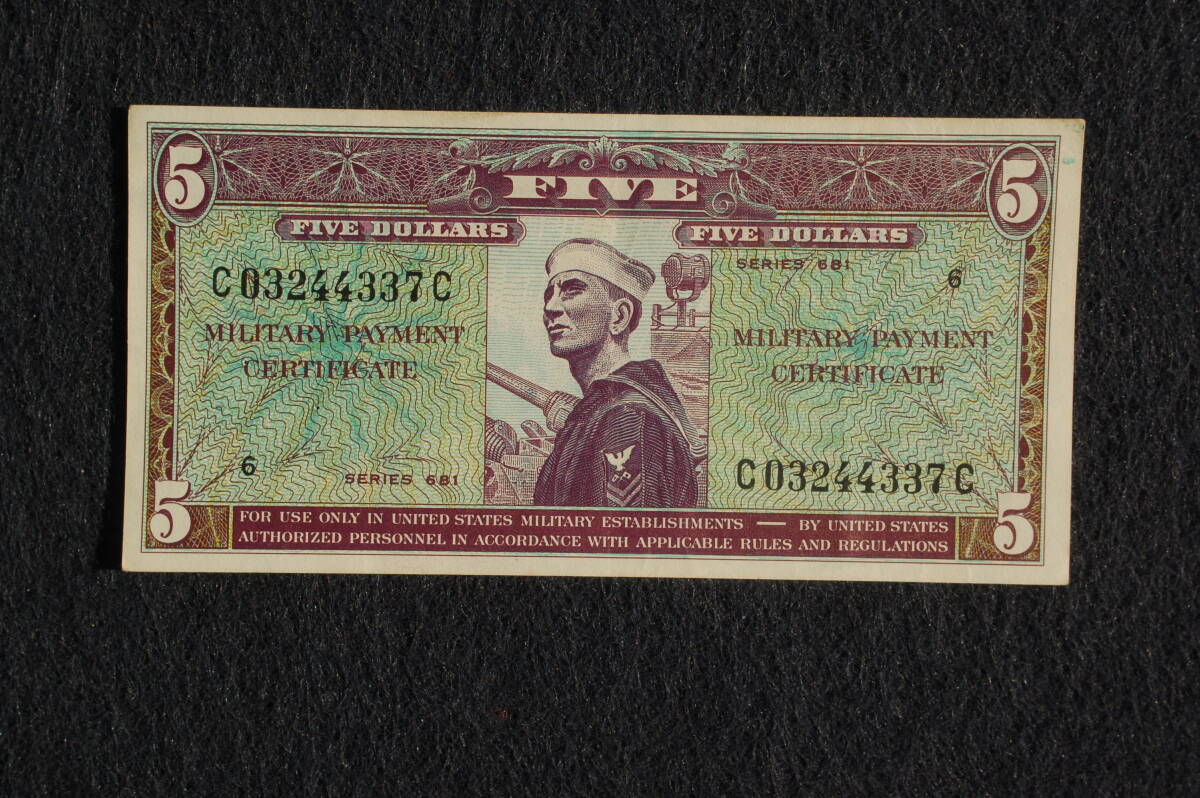 5 FIVE 5
FIVE DOLLARS FIVE DOLLARS
SERIES 681
C03244337C 6
MILITARY PAYMENT MILITARY PAYMENT
CERTIFICATE CERTIFICATE
6 SERIES 681 C03244337C
5 5
FOR USE ONLY IN UNITED STATES MILITARY ESTABLISHMENTS — BY UNITED STATES
AUTHORIZED PERSONNEL IN ACCORDANCE WITH APPLICABLE RULES AND REGULATIONS